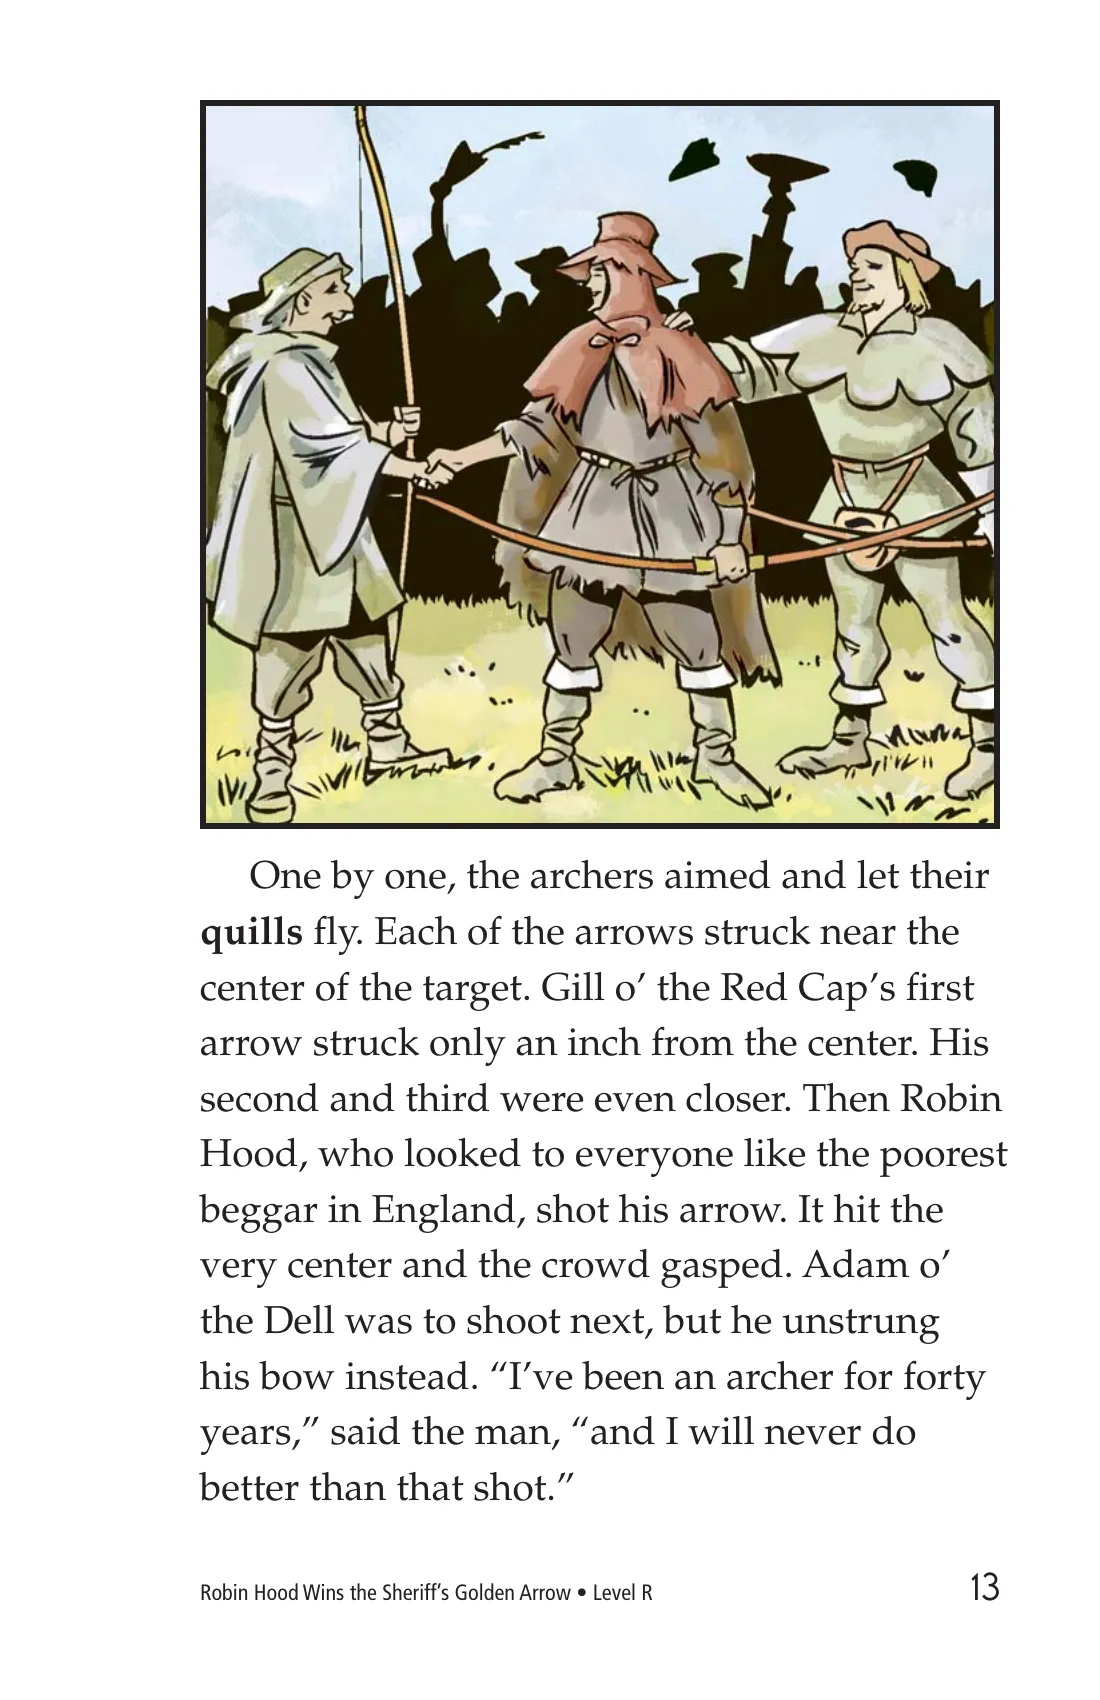 One by one, the archers aimed and let their
quills fly. Each of the arrows struck near the
center of the target. Gill o’ the Red Cap’s first
arrow struck only an inch from the center. His
second and third were even closer. Then Robin
Hood, who looked to everyone like the poorest
beggar in England, shot his arrow. It hit the
very center and the crowd gasped. Adam o’
the Dell was to shoot next, but he unstrung
his bow instead. “I’ve been an archer for forty
years,” said the man, “and I will never do
better than that shot.”
Robin Hood Wins the Sheriff’s Golden Arrow • Level R 13